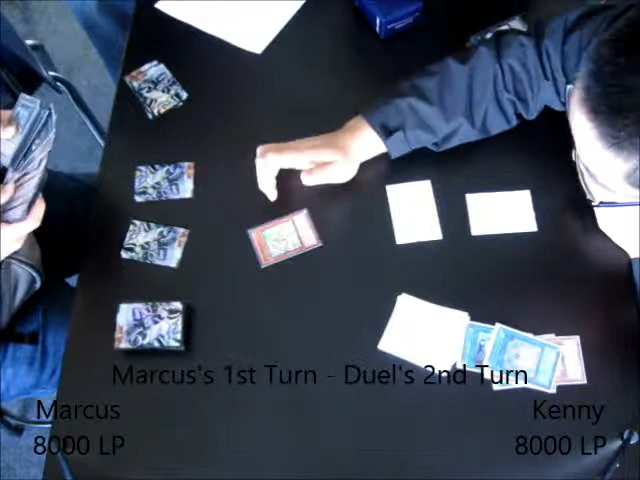 Marcus's 1st Turn - Duel's 2nd Turn
Marcus
Kenny
8000 LP
8000 LP